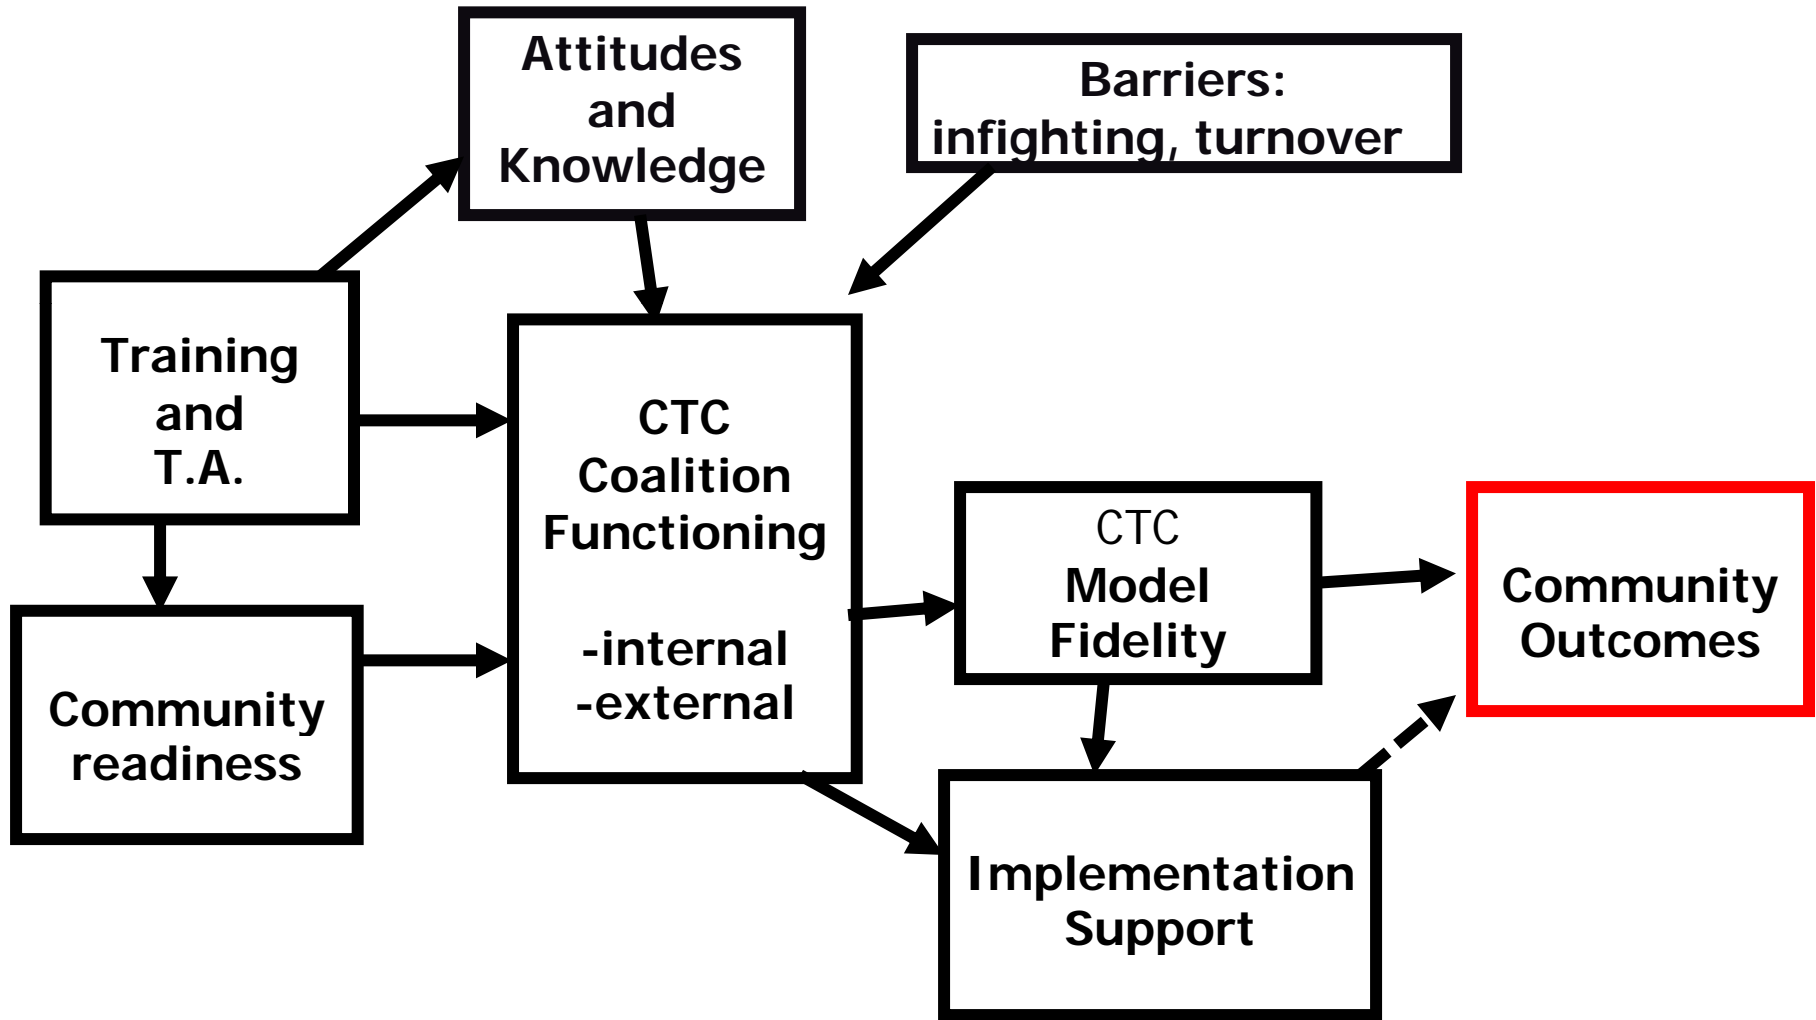 Attitudes
and
Knowledge
Barriers:
infighting, turnover
Training
and
T.A.
CTC
Coalition
Functioning
-internal
-external
CTC
Model
Fidelity
Community
Outcomes
Community
readiness
Implementation
Support